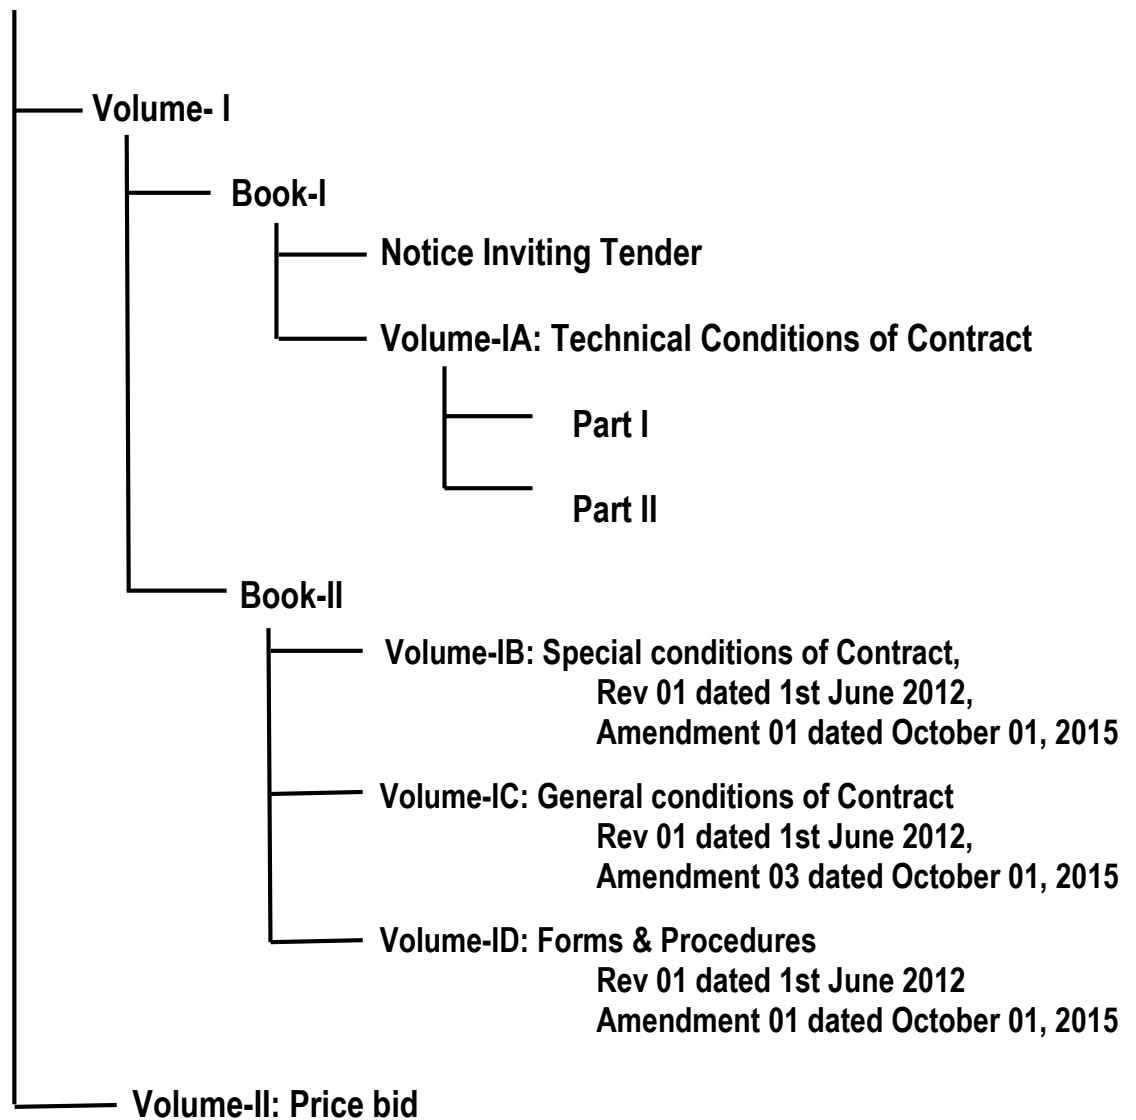 Volume- I
Book-I
Notice Inviting Tender
Volume-IA: Technical Conditions of Contract
Part I
Part II
Book-II
Volume-IB: Special conditions of Contract,
Rev 01 dated 1st June 2012,
Amendment 01 dated October 01, 2015
Volume-IC: General conditions of Contract
Rev 01 dated 1st June 2012,
Amendment 03 dated October 01, 2015
Volume-ID: Forms & Procedures
Rev 01 dated 1st June 2012
Amendment 01 dated October 01, 2015
Volume-II: Price bid